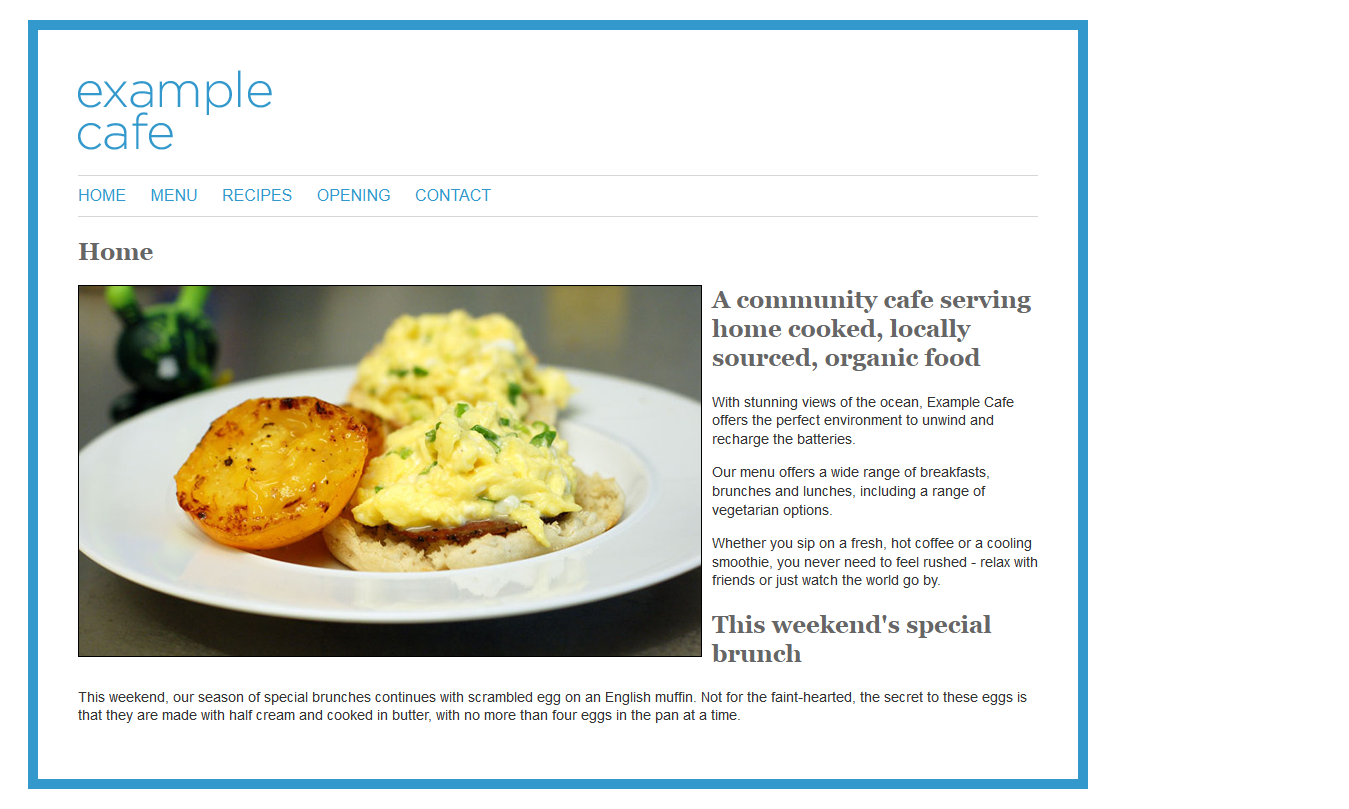 example
cafe
HOME MENU RECIPES OPENING CONTACT
Home
A community cafe serving
home cooked, locally
sourced, organic food
With stunning views of the ocean, Example Cafe
offers the perfect environment to unwind and
recharge the batteries.
Our menu offers a wide range of breakfasts,
brunches and lunches, including a range of
vegetarian options.
Whether you sip on a fresh, hot coffee or a cooling
smoothie, you never need to feel rushed - relax with
friends or just watch the world go by.
This weekend's special
brunch
This weekend, our season of special brunches continues with scrambled egg on an English muffin. Not for the faint-hearted, the secret to these eggs is
that they are made with half cream and cooked in butter, with no more than four eggs in the pan at a time.